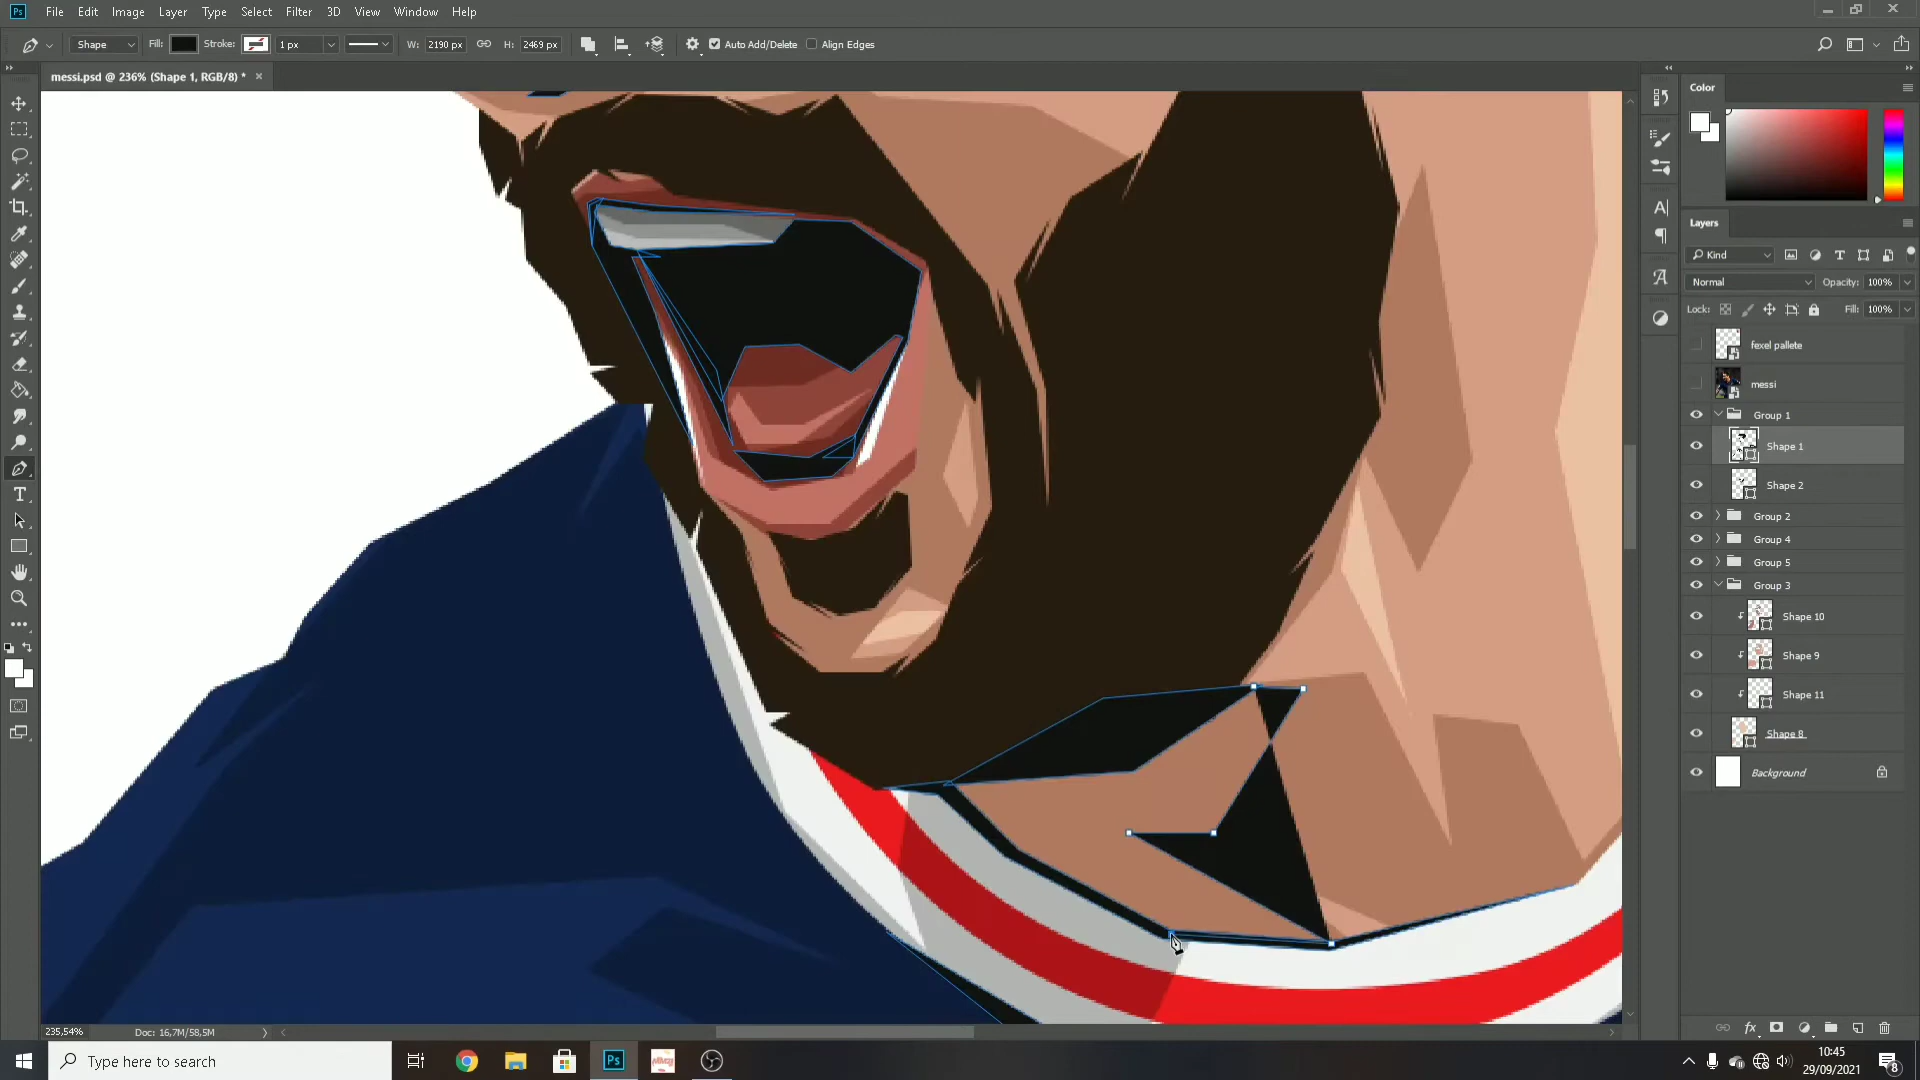 Ps File Edit Image Layer Type Select Filter 3D View Window Help
Shape Fill: Stroke: 1 px W: 2190 px H: 2469 px Auto Add/Delete Align Edges
messi.psd @ 236% (Shape 1, RGB/8) *
Color
Layers
Kind
Normal Opacity: 100%
Lock: Fill: 100%
fexel pallete
messi
Group 1
Shape 1
Shape 2
Group 2
Group 4
Group 5
Group 3
Shape 10
Shape 9
Shape 11
Shape 8
Background
235,54% Doc: 16,7M/58,5M
Type here to search
Ps
10:45
29/09/2021
8